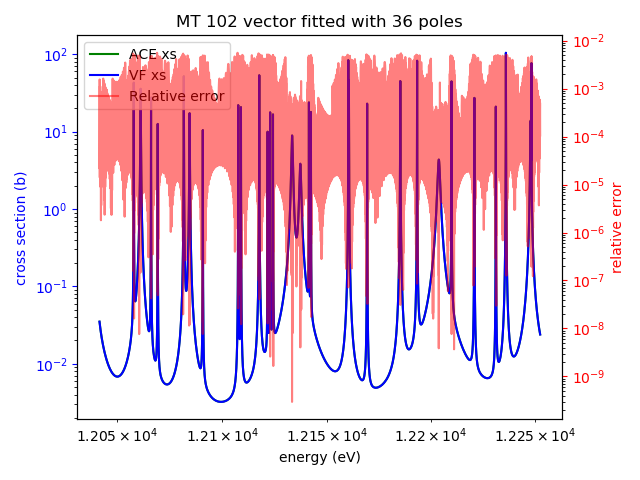 MT 102 vector fitted with 36 poles
ACE xs
VF xs
Relative error
10²
10¹
10⁰
10⁻¹
10⁻²
cross section (b)
10⁻²
10⁻³
10⁻⁴
10⁻⁵
10⁻⁶
10⁻⁷
10⁻⁸
10⁻⁹
relative error
1.205 × 10⁴ 1.21 × 10⁴ 1.215 × 10⁴ 1.22 × 10⁴ 1.225 × 10⁴
energy (eV)